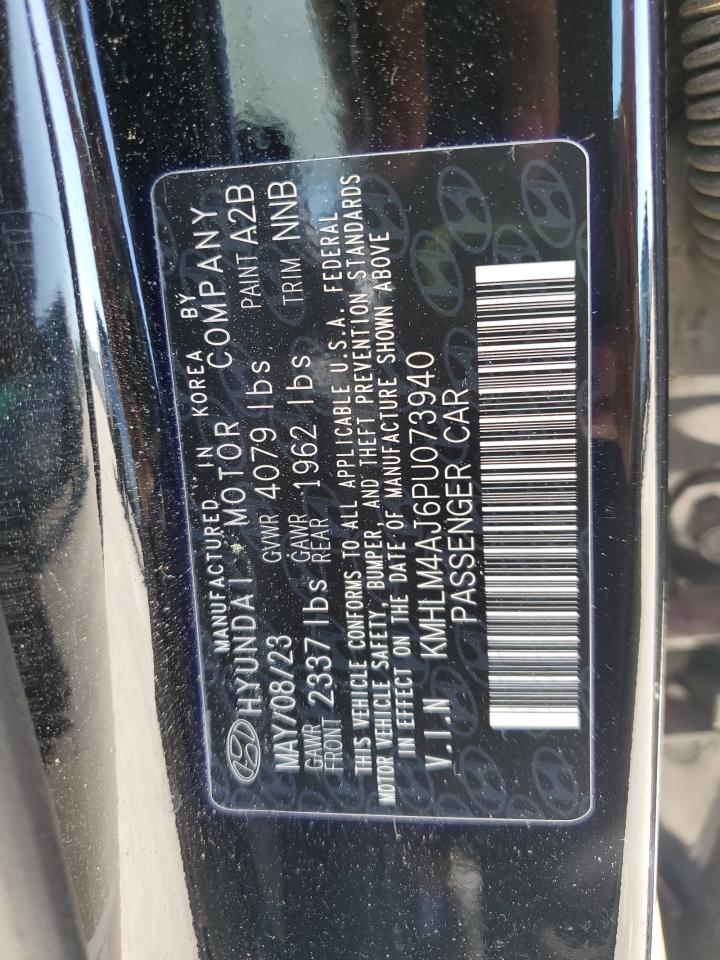 MANUFACTURED IN KOREA BY
HYUNDAI MOTOR COMPANY
MAY/08/23 GVWR 4079 lbs PAINT A2B
GAWR FRONT 2337 lbs GAWR REAR 1962 lbs TRIM NNB
THIS VEHICLE CONFORMS TO ALL APPLICABLE U.S.A. FEDERAL
MOTOR VEHICLE SAFETY, BUMPER, AND THEFT PREVENTION STANDARDS
IN EFFECT ON THE DATE OF MANUFACTURE SHOWN ABOVE
V.I.N KMHLM4AJ6PU073940
PASSENGER CAR